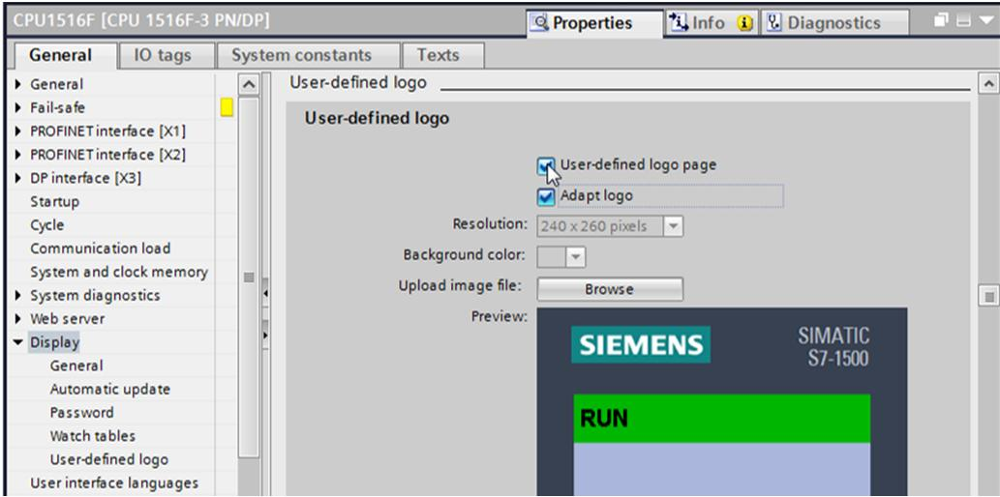 CPU1516F [CPU 1516F-3 PN/DP]
Properties
Info
Diagnostics
General
IO tags
System constants
Texts
General
Fail-safe
PROFINET interface [X1]
PROFINET interface [X2]
DP interface [X3]
Startup
Cycle
Communication load
System and clock memory
System diagnostics
Web server
Display
General
Automatic update
Password
Watch tables
User-defined logo
User interface languages
User-defined logo
User-defined logo
User-defined logo page
Adapt logo
Resolution: 240 x 260 pixels
Background color:
Upload image file: Browse
Preview:
SIEMENS
SIMATIC
S7-1500
RUN